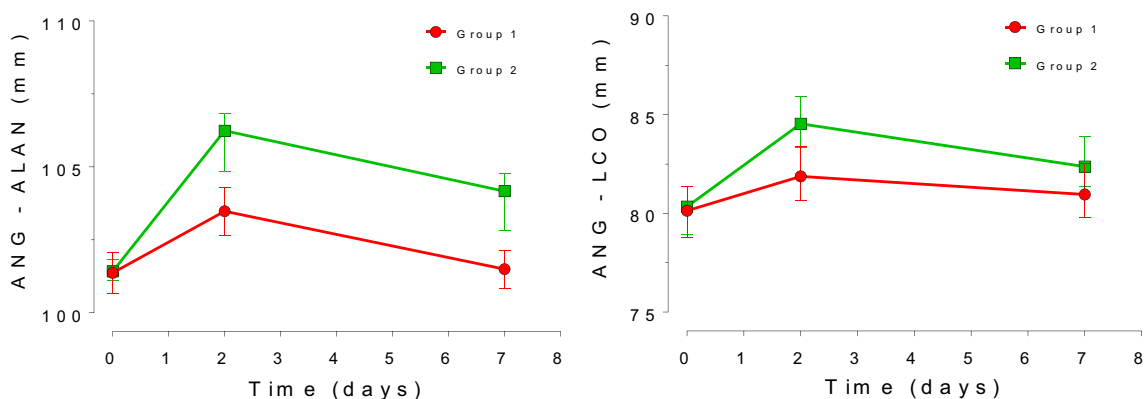 110
105
100
ANG - ALAN (mm)
Group 1
Group 2
0 1 2 3 4 5 6 7 8
Time (days)
90
85
80
75
ANG - LCO (mm)
Group 1
Group 2
0 1 2 3 4 5 6 7 8
Time (days)